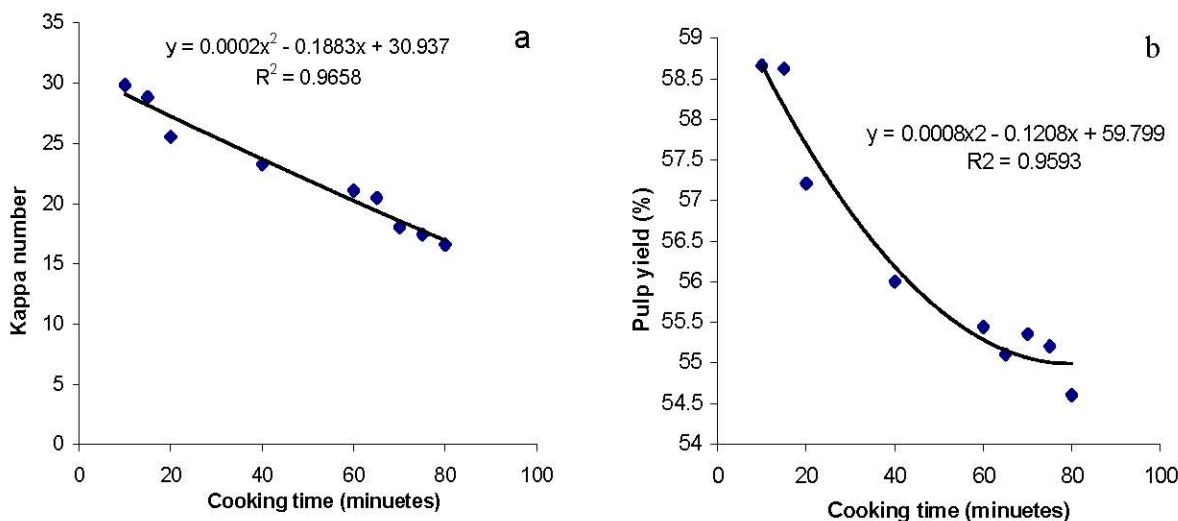 a
y = 0.0002x² - 0.1883x + 30.937
R² = 0.9658
35
30
25
20
15
10
5
0
0 20 40 60 80 100
Kappa number
Cooking time (minuetes)
b
y = 0.0008x2 - 0.1208x + 59.799
R2 = 0.9593
59
58.5
58
57.5
57
56.5
56
55.5
55
54.5
54
0 20 40 60 80 100
Pulp yield (%)
Cooking time (minuetes)